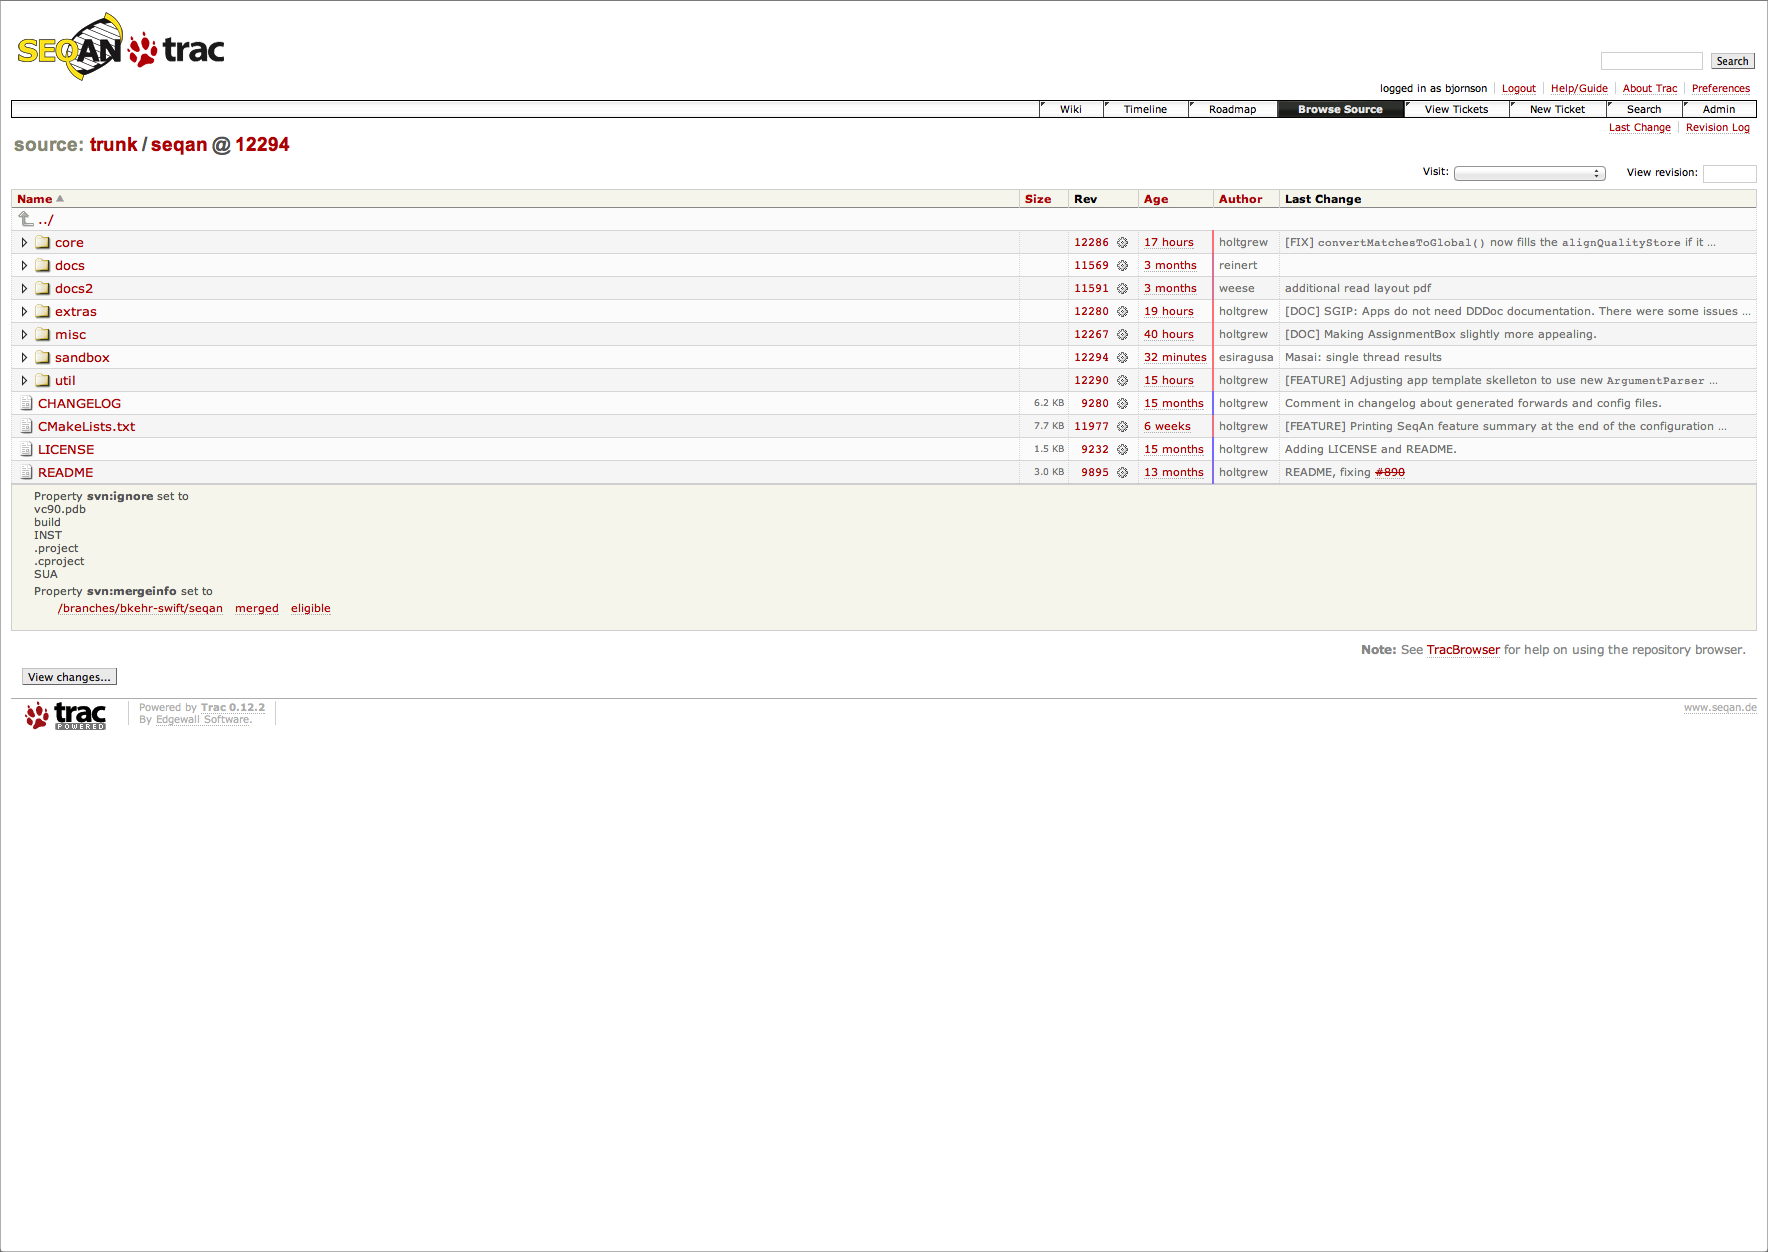 SEQAN trac
Search
logged in as bjornson Logout Help/Guide About Trac Preferences
Wiki Timeline Roadmap Browse Source View Tickets New Ticket Search Admin
Last Change Revision Log
source: trunk / seqan @ 12294
Visit: View revision:
Name Size Rev Age Author Last Change
../
core 12286 17 hours holtgrew [FIX] convertMatchesToGlobal() now fills the alignQualityStore if it ...
docs 11569 3 months reinert
docs2 11591 3 months weese additional read layout pdf
extras 12280 19 hours holtgrew [DOC] SGIP: Apps do not need DDDoc documentation. There were some issues ...
misc 12267 40 hours holtgrew [DOC] Making AssignmentBox slightly more appealing.
sandbox 12294 32 minutes esiragusa Masai: single thread results
util 12290 15 hours holtgrew [FEATURE] Adjusting app template skelleton to use new ArgumentParser ...
CHANGELOG 6.2 KB 9280 15 months holtgrew Comment in changelog about generated forwards and config files.
CMakeLists.txt 7.7 KB 11977 6 weeks holtgrew [FEATURE] Printing SeqAn feature summary at the end of the configuration ...
LICENSE 1.5 KB 9232 15 months holtgrew Adding LICENSE and README.
README 3.0 KB 9895 13 months holtgrew README, fixing #890
Property svn:ignore set to
vc90.pdb
build
INST
.project
.cproject
SUA
Property svn:mergeinfo set to
/branches/bkehr-swift/seqan merged eligible
Note: See TracBrowser for help on using the repository browser.
View changes...
trac POWERED
Powered by Trac 0.12.2
By Edgewall Software.
www.seqan.de